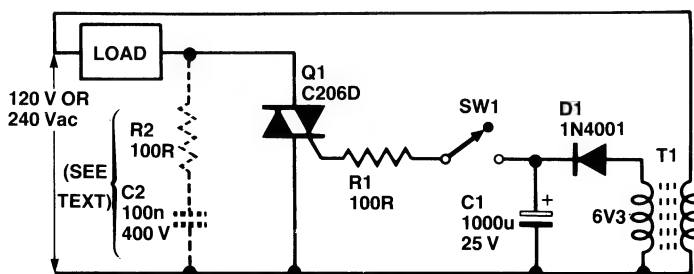 LOAD
120 V OR
240 Vac
(SEE
TEXT)
R2
100R
C2
100n
400 V
Q1
C206D
R1
100R
SW1
C1
1000u
25 V
+
D1
1N4001
6V3
T1